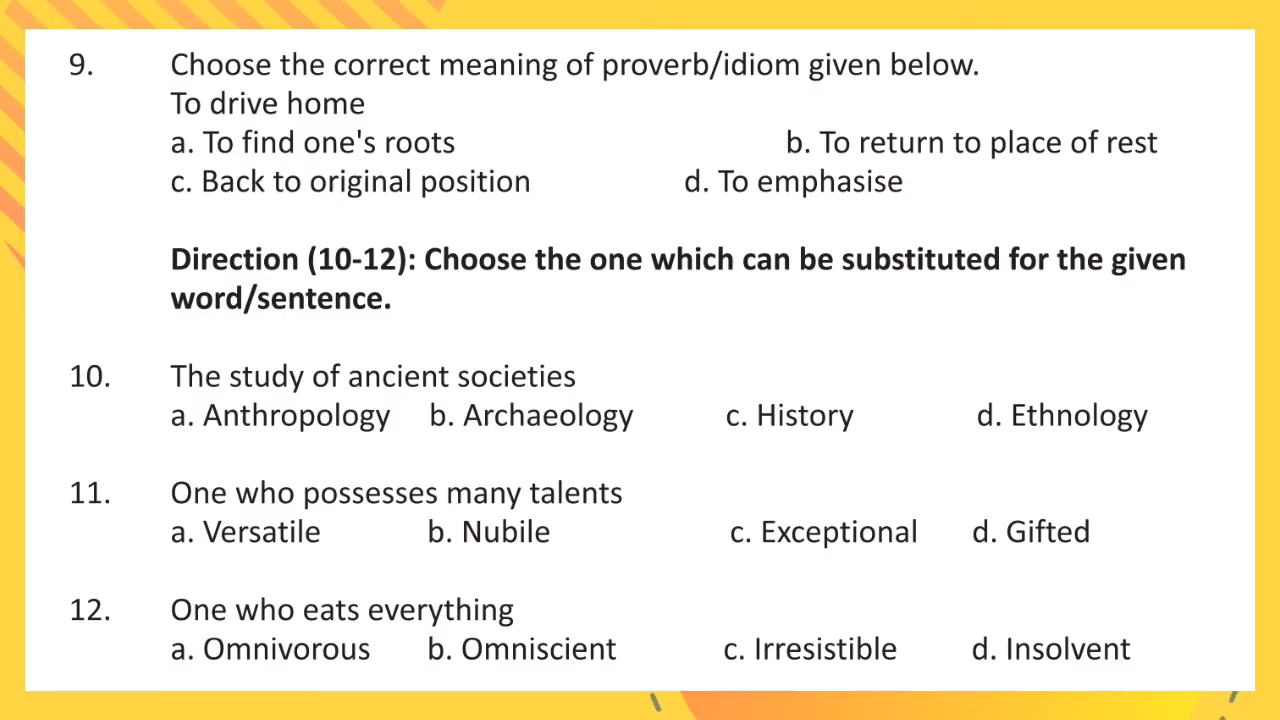 9. Choose the correct meaning of proverb/idiom given below.
To drive home
a. To find one's roots b. To return to place of rest
c. Back to original position d. To emphasise
Direction (10-12): Choose the one which can be substituted for the given
word/sentence.
10. The study of ancient societies
a. Anthropology b. Archaeology c. History d. Ethnology
11. One who possesses many talents
a. Versatile b. Nubile c. Exceptional d. Gifted
12. One who eats everything
a. Omnivorous b. Omniscient c. Irresistible d. Insolvent